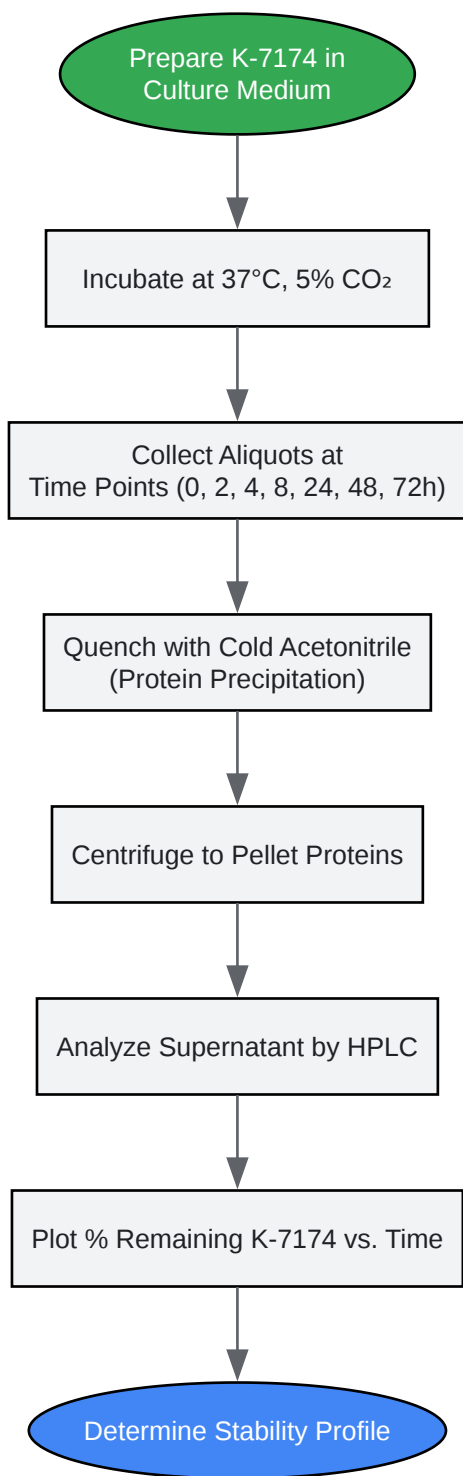 Prepare K-7174 in
Culture Medium
Incubate at 37°C, 5% CO₂
Collect Aliquots at
Time Points (0, 2, 4, 8, 24, 48, 72h)
Quench with Cold Acetonitrile
(Protein Precipitation)
Centrifuge to Pellet Proteins
Analyze Supernatant by HPLC
Plot % Remaining K-7174 vs. Time
Determine Stability Profile